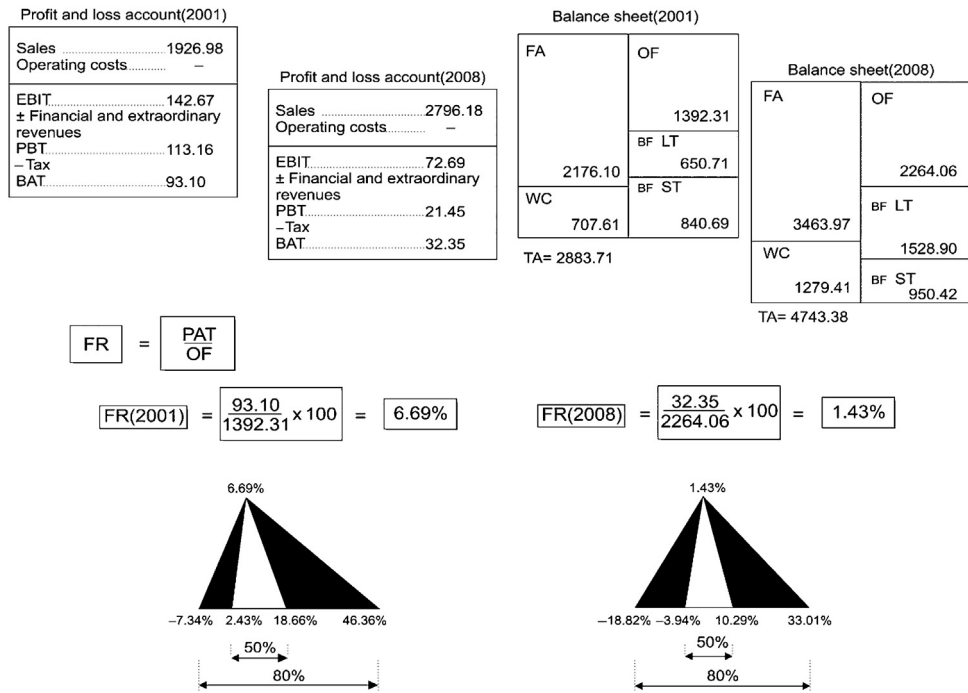 Profit and loss account(2001)
Sales 1926.98
Operating costs –
EBIT 142.67
± Financial and extraordinary
revenues
PBT 113.16
–Tax
BAT 93.10
Profit and loss account(2008)
Sales 2796.18
Operating costs –
EBIT 72.69
± Financial and extraordinary
revenues
PBT 21.45
–Tax
BAT 32.35
Balance sheet(2001)
FA
2176.10
WC
707.61
OF
1392.31
BF LT
650.71
BF ST
840.69
TA= 2883.71
Balance sheet(2008)
FA
3463.97
WC
1279.41
OF
2264.06
BF LT
1528.90
BF ST
950.42
TA= 4743.38
FR = PAT
OF
FR(2001) = 93.10
1392.31 x 100 = 6.69%
FR(2008) = 32.35
2264.06 x 100 = 1.43%
6.69%
–7.34% 2.43% 18.66% 46.36%
50%
80%
1.43%
–18.82% –3.94% 10.29% 33.01%
50%
80%